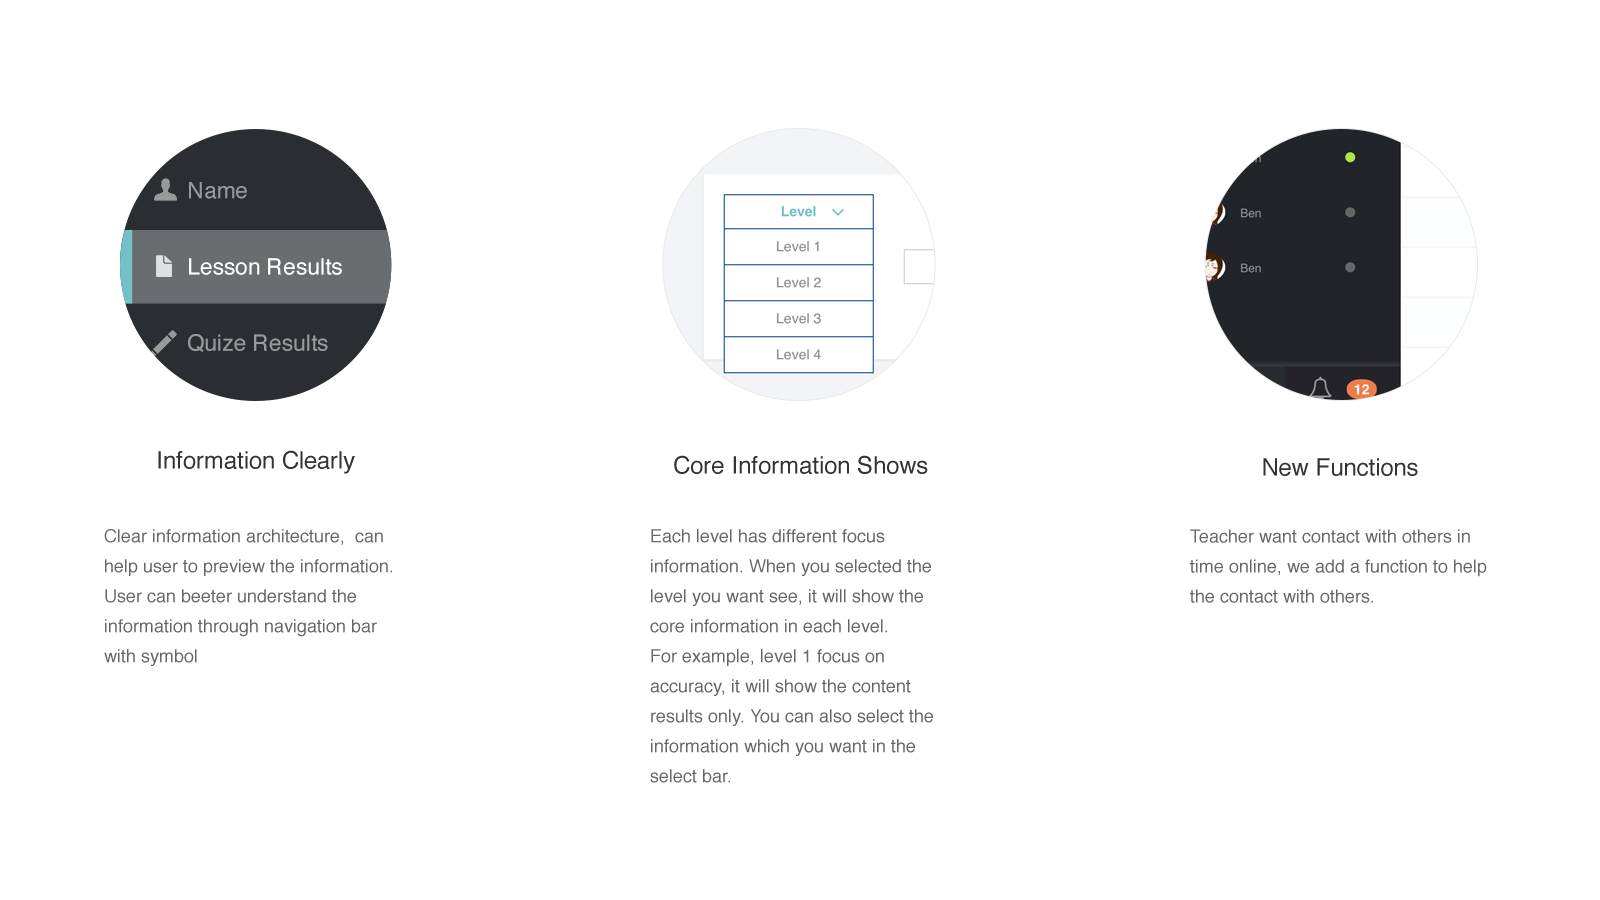 Name
Lesson Results
Quize Results
Level
Level 1
Level 2
Level 3
Level 4
Ben
Ben
12
Information Clearly
Core Information Shows
New Functions
Clear information architecture,  can
help user to preview the information.
User can beeter understand the
information through navigation bar
with symbol
Each level has different focus
information. When you selected the
level you want see, it will show the
core information in each level.
For example, level 1 focus on
accuracy, it will show the content
results only. You can also select the
information which you want in the
select bar.
Teacher want contact with others in
time online, we add a function to help
the contact with others.